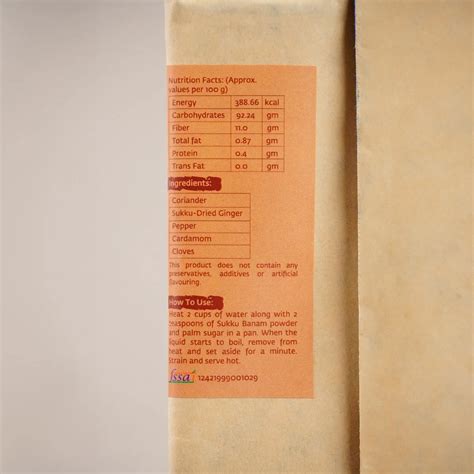 Nutrition Facts: (Approx.
values per 100 g)
Energy 388.66 kcal
Carbohydrates 92.24 gm
Fiber 11.0 gm
Total fat 0.87 gm
Protein 0.4 gm
Trans Fat 0.0 gm
Ingredients:
Coriander
Sukku-Dried Ginger
Pepper
Cardamom
Cloves
This product does not contain any
preservatives, additives or artificial
flavouring.
How To Use:
Heat 2 cups of water along with 2
teaspoons of Sukku Banam powder
and palm sugar in a pan. When the
liquid starts to boil, remove from
heat and set aside for a minute.
Strain and serve hot.
fssai 12421999001029